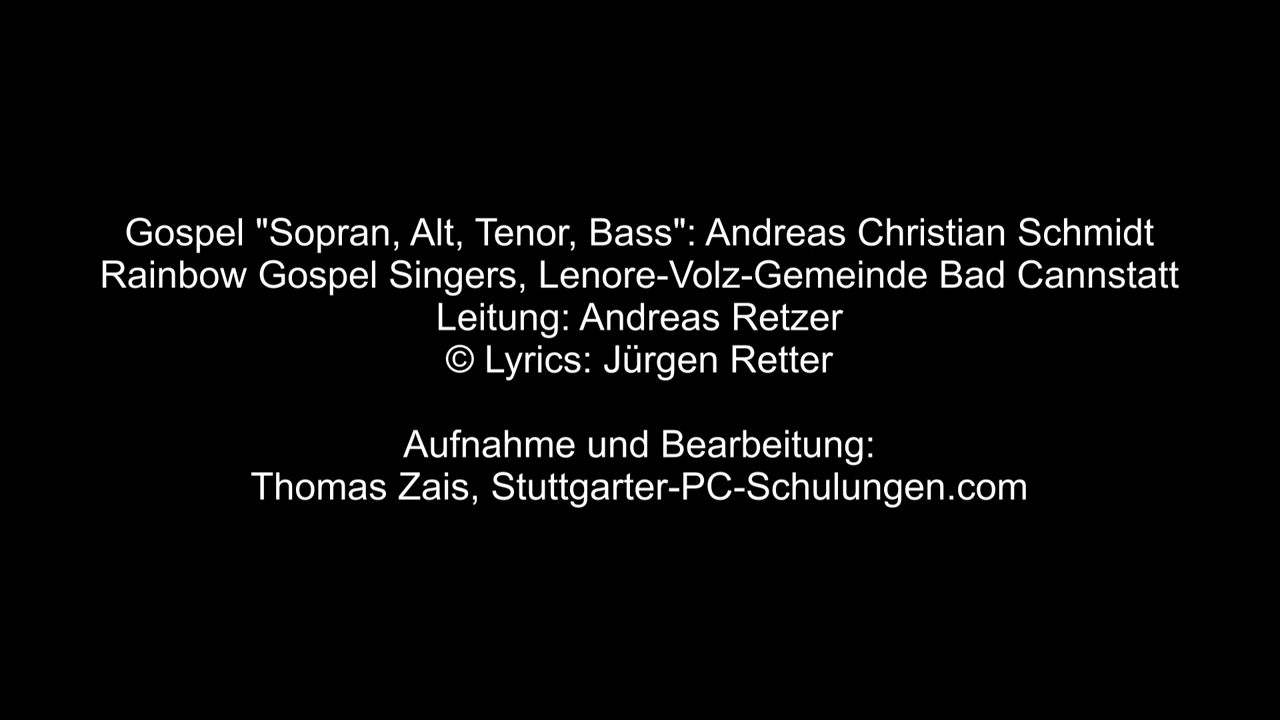 Gospel "Sopran, Alt, Tenor, Bass": Andreas Christian Schmidt
Rainbow Gospel Singers, Lenore-Volz-Gemeinde Bad Cannstatt
Leitung: Andreas Retzer
© Lyrics: Jürgen Retter
Aufnahme und Bearbeitung:
Thomas Zais, Stuttgarter-PC-Schulungen.com